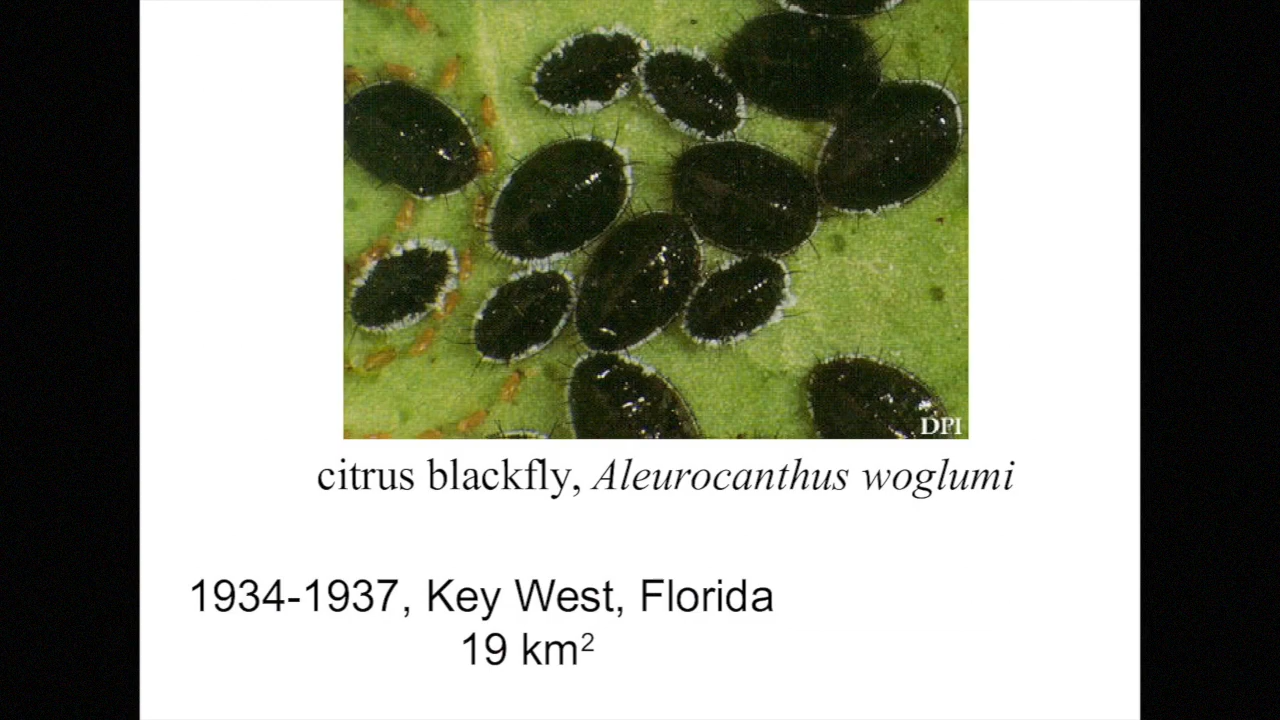 DPI
citrus blackfly, Aleurocanthus woglumi
1934-1937, Key West, Florida
19 km²